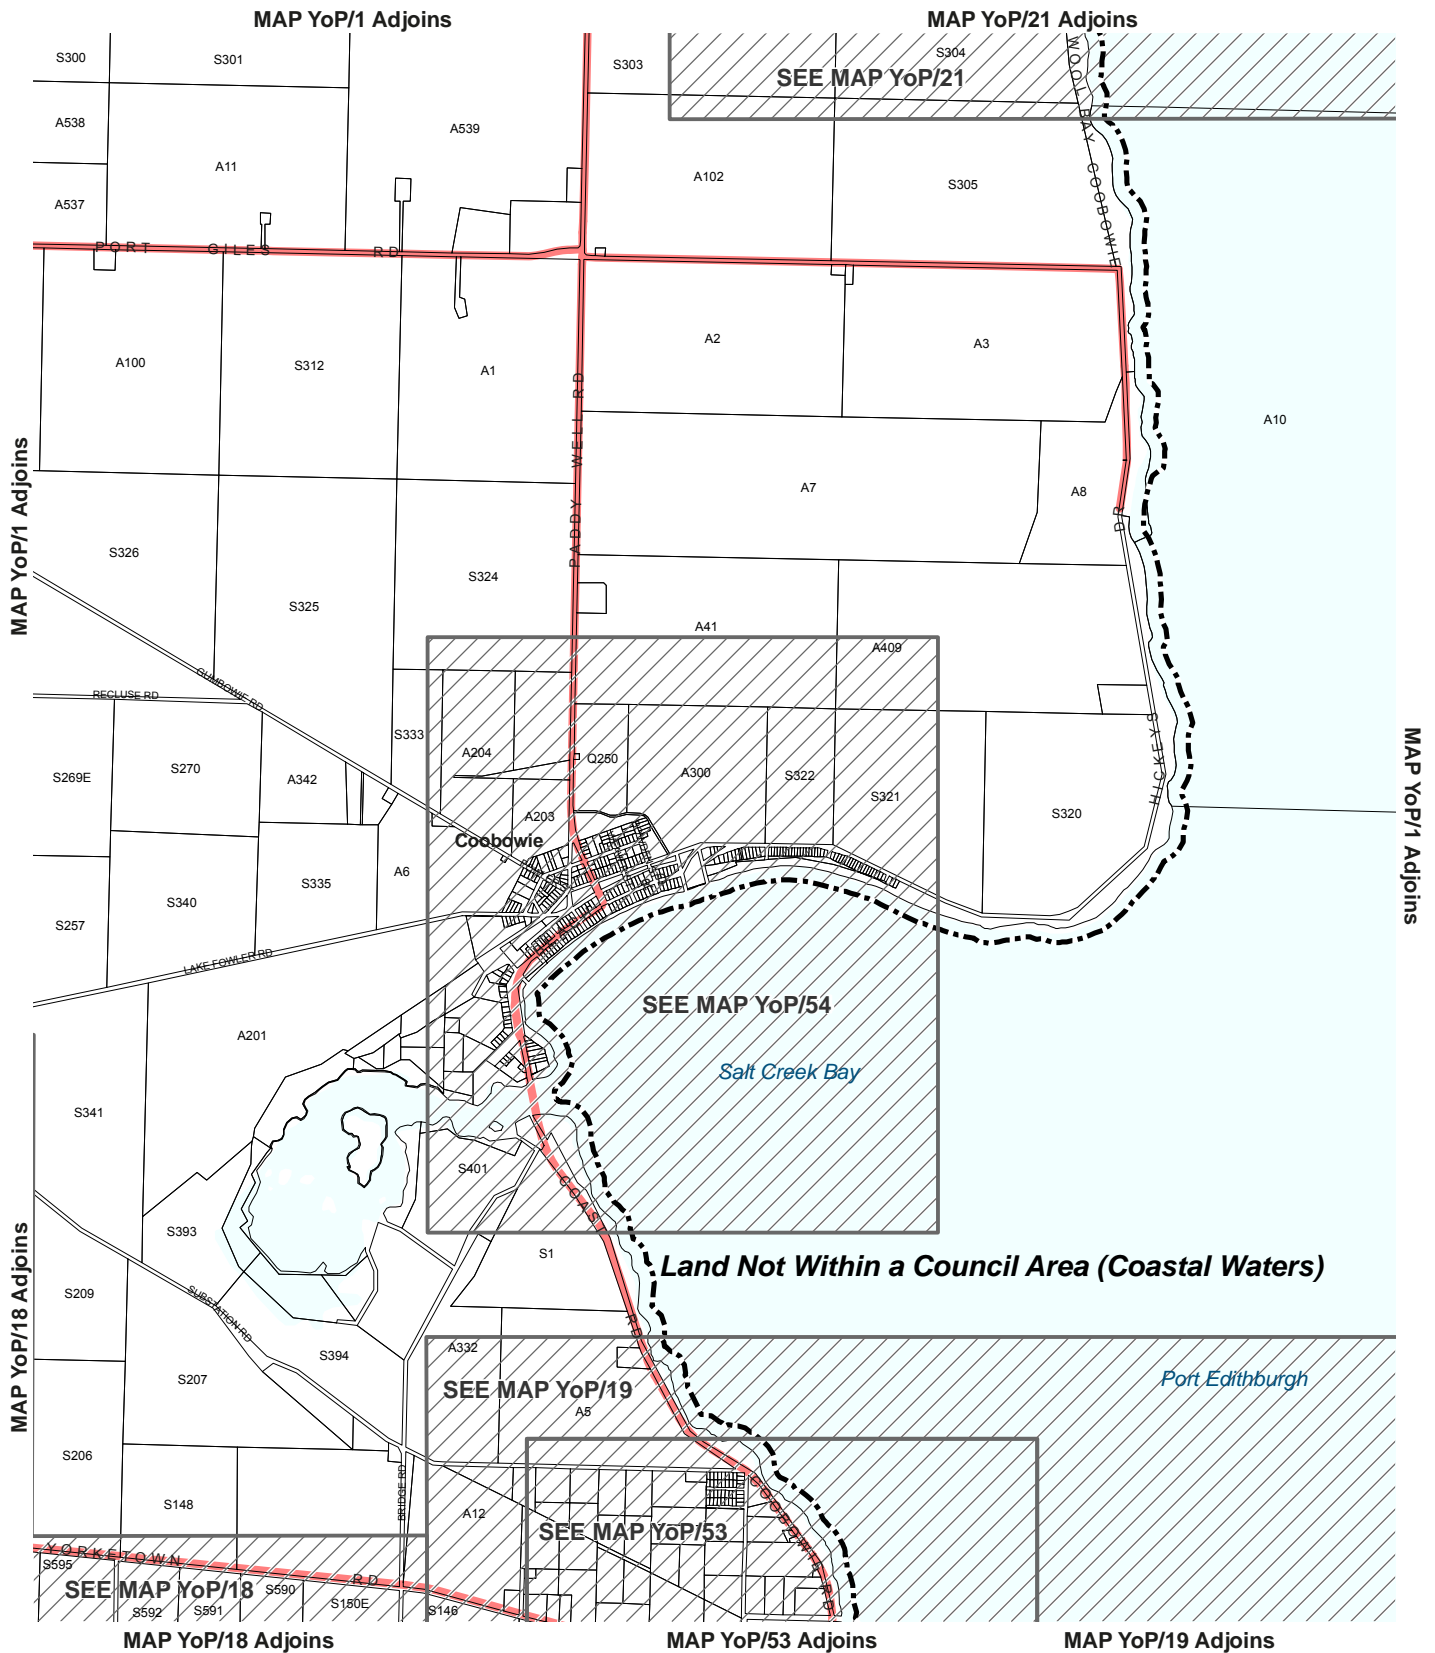 MAP YoP/1 Adjoins
MAP YoP/21 Adjoins
S300
S301
S303
S304
SEE MAP YoP/21
WOOL BAY COOBOWIE
A538
A539
A11
A102
S305
A537
PORT GILES RD
A100
S312
A1
A2
A3
A10
PADDY WELL RD
MAP YoP/1 Adjoins
A7
A8
RD
S326
S325
S324
A41
A409
GUMBOWIE RD
RECLUSE RD
S333
A204
Q250
A300
S322
S321
S269E
S270
A342
HICKEYS
MAP YoP/1 Adjoins
A203
S320
Coobowie
S335
A6
S340
S257
LAKE FOWLER RD
SEE MAP YoP/54
A201
Salt Creek Bay
S341
S401
COAST RD
S393
S1
Land Not Within a Council Area (Coastal Waters)
MAP YoP/18 Adjoins
S209
SUBSTATION RD
S394
A332
S207
SEE MAP YoP/19
A5
Port Edithburgh
S206
BRIDGE RD
S148
A12
SEE MAP YoP/53
COOBOWIE RD
YORKETOWN RD
S595
SEE MAP YoP/18
S590
S592
S591
S150E
S146
MAP YoP/18 Adjoins
MAP YoP/53 Adjoins
MAP YoP/19 Adjoins